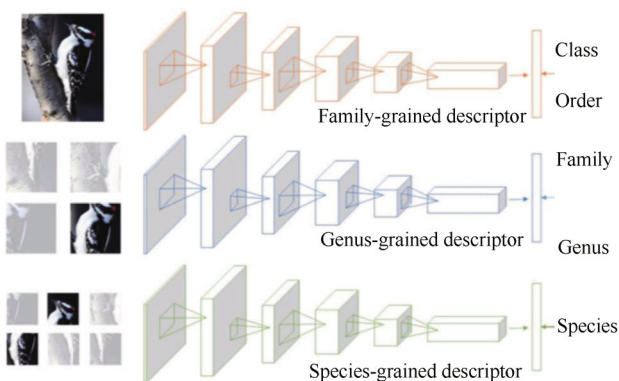 Class
Order
Family-grained descriptor
Family
Genus-grained descriptor
Genus
Species
Species-grained descriptor